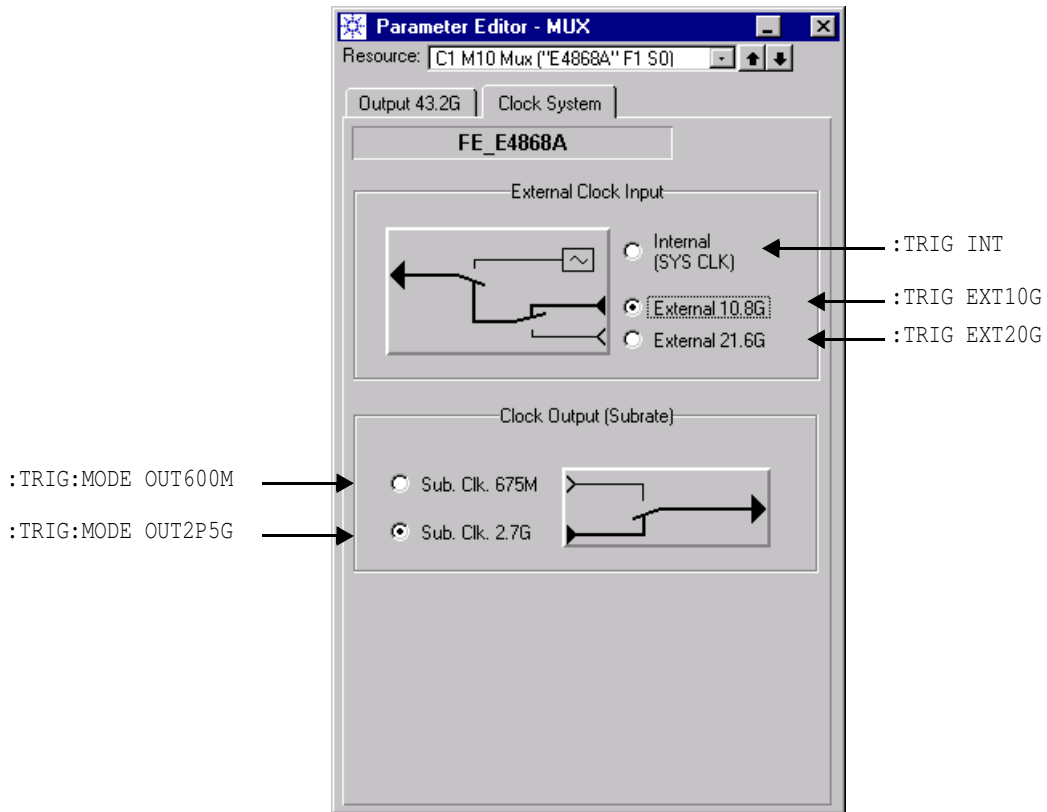 Parameter Editor - MUX
Resource: C1 M10 Mux ("E4868A" F1 S0)
Output 43.2G
Clock System
FE_E4868A
External Clock Input
Internal
(SYS CLK)
:TRIG INT
External 10.8G
:TRIG EXT10G
External 21.6G
:TRIG EXT20G
Clock Output (Subrate)
:TRIG:MODE OUT600M
Sub. Clk. 675M
:TRIG:MODE OUT2P5G
Sub. Clk. 2.7G